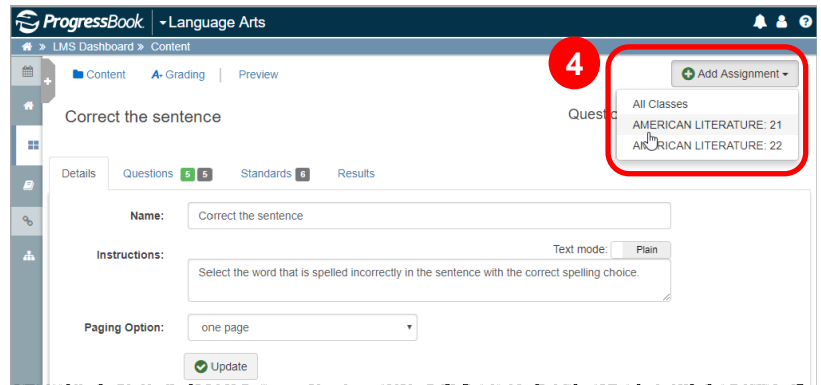 ProgressBook Language Arts
» LMS Dashboard » Content
Content A+ Grading Preview
4
Add Assignment
All Classes
AMERICAN LITERATURE: 21
AMERICAN LITERATURE: 22
Correct the sentence
Details Questions 5 5 Standards 6 Results
Name: Correct the sentence
Text mode: Plain
Instructions:
Select the word that is spelled incorrectly in the sentence with the correct spelling choice.
Paging Option: one page
Update